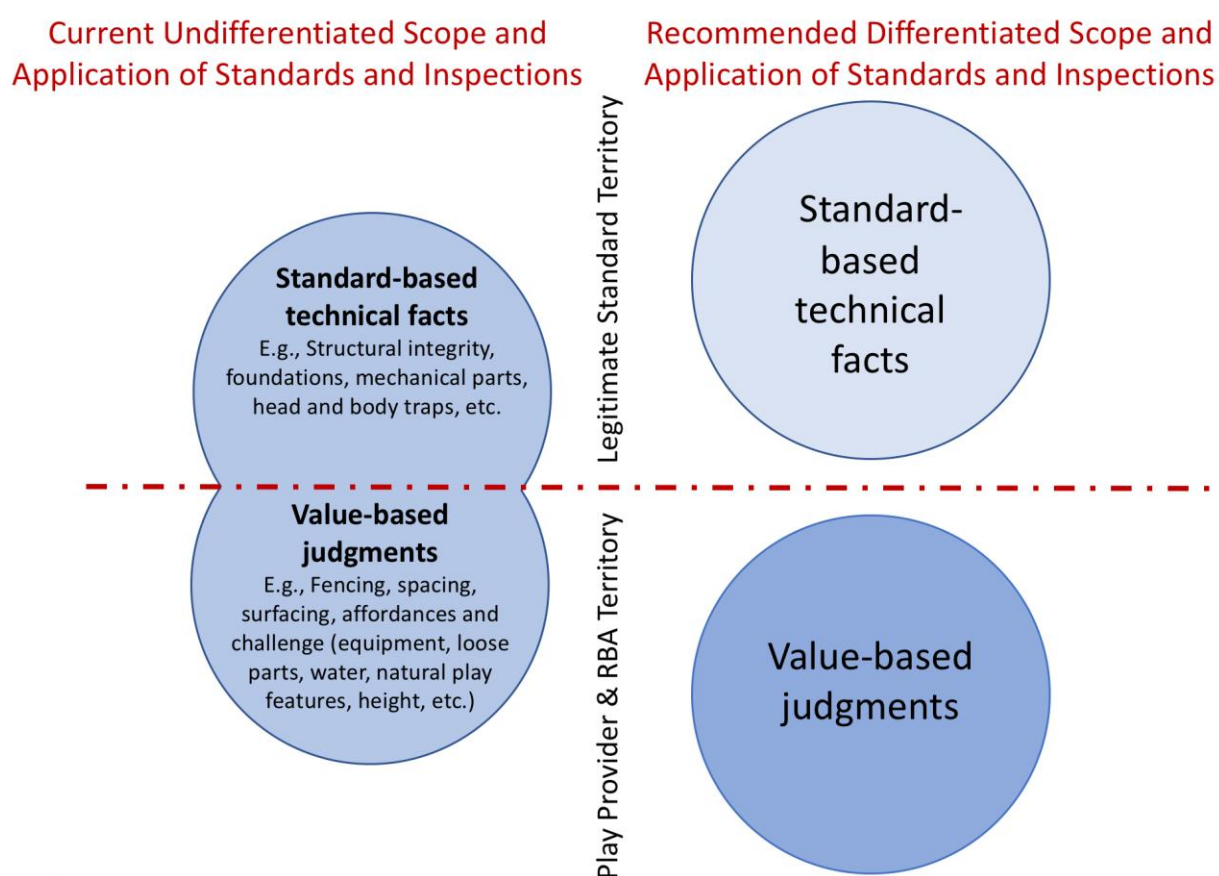 Current Undifferentiated Scope and
Application of Standards and Inspections
Recommended Differentiated Scope and
Application of Standards and Inspections
Standard-based
technical facts
E.g., Structural integrity,
foundations, mechanical parts,
head and body traps, etc.
Value-based
judgments
E.g., Fencing, spacing,
surfacing, affordances and
challenge (equipment, loose
parts, water, natural play
features, height, etc.)
Legitimate Standard Territory
Play Provider & RBA Territory
Standard-
based
technical
facts
Value-based
judgments